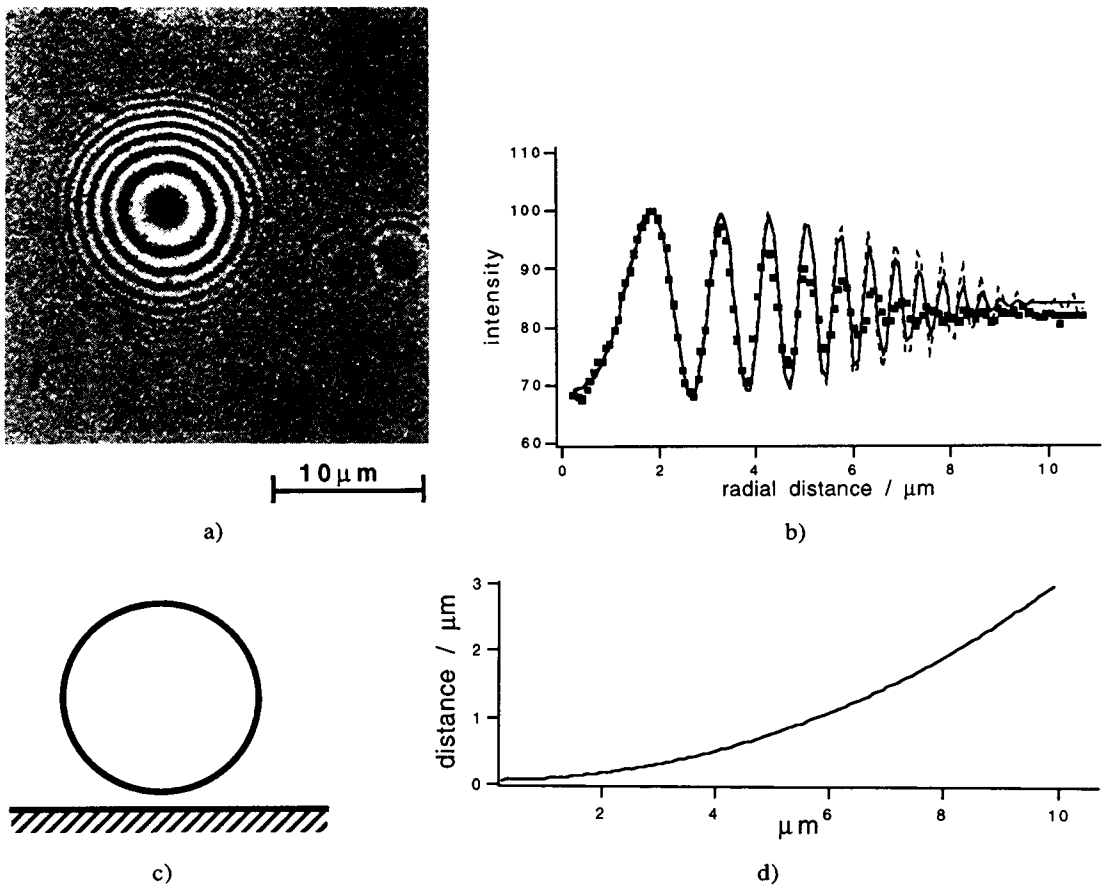 10μm
a)
110
100
90
80
70
60
intensity
0 2 4 6 8 10
radial distance / μm
b)
c)
3
2
1
0
distance / μm
2 4 6 8 10
μm
d)